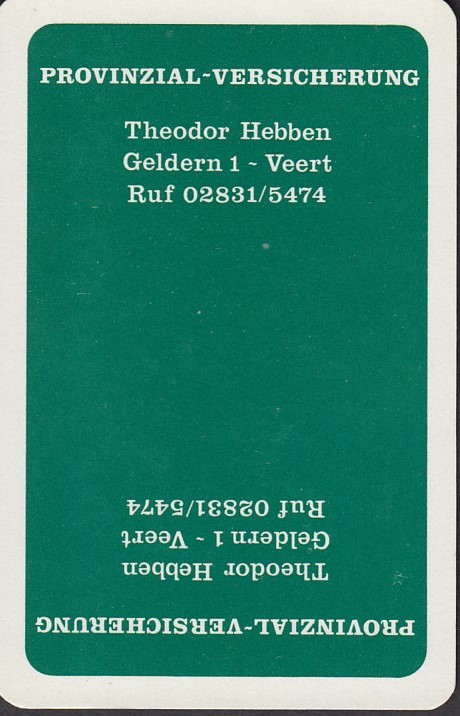 PROVINZIAL-VERSICHERUNG
Theodor Hebben
Geldern 1 - Veert
Ruf 02831/5474
PROVINZIAL-VERSICHERUNG
Theodor Hebben
Geldern 1 - Veert
Ruf 02831/5474